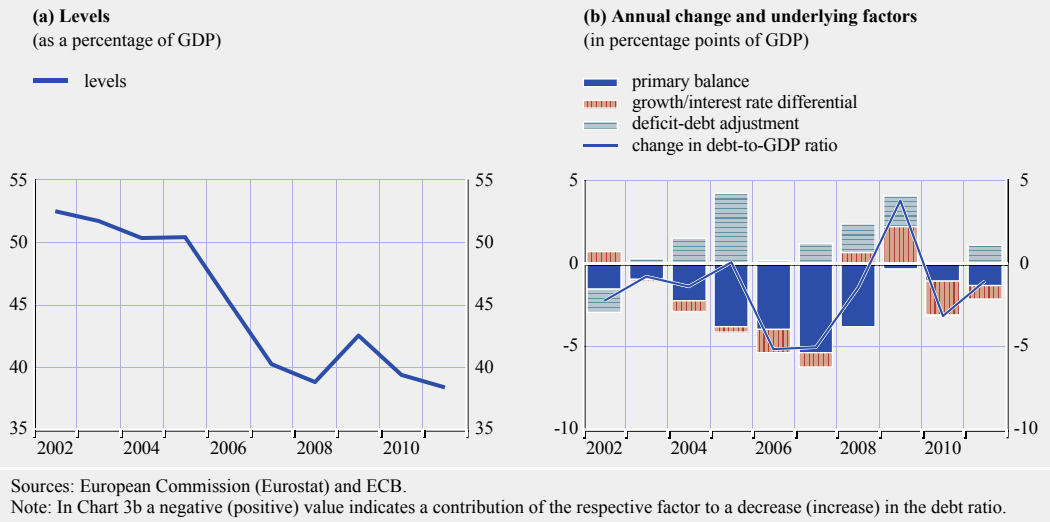 (a) Levels
(as a percentage of GDP)
levels
55
50
45
40
35
55
50
45
40
35
2002 2004 2006 2008 2010
(b) Annual change and underlying factors
(in percentage points of GDP)
primary balance
growth/interest rate differential
deficit-debt adjustment
change in debt-to-GDP ratio
5
0
-5
-10
5
0
-5
-10
2002 2004 2006 2008 2010
Sources: European Commission (Eurostat) and ECB.
Note: In Chart 3b a negative (positive) value indicates a contribution of the respective factor to a decrease (increase) in the debt ratio.